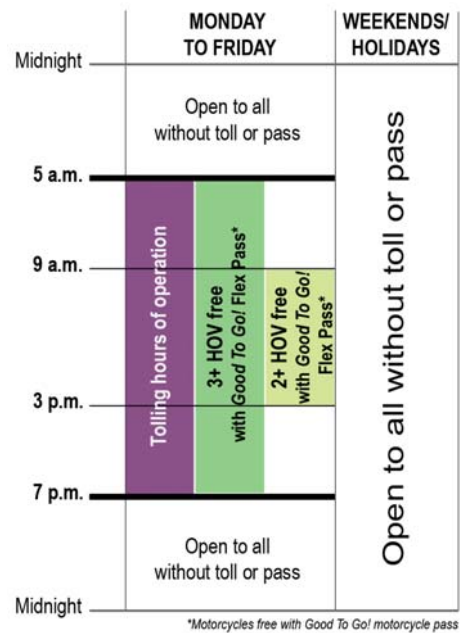 MONDAY
TO FRIDAY
WEEKENDS/
HOLIDAYS
Midnight
Open to all
without toll or pass
5 a.m.
9 a.m.
3 p.m.
7 p.m.
Tolling hours of operation
3+ HOV free
with Good To Go! Flex Pass*
2+ HOV free
with Good To Go!
Flex Pass*
Open to all without toll or pass
Open to all
without toll or pass
Midnight
*Motorcycles free with Good To Go! motorcycle pass